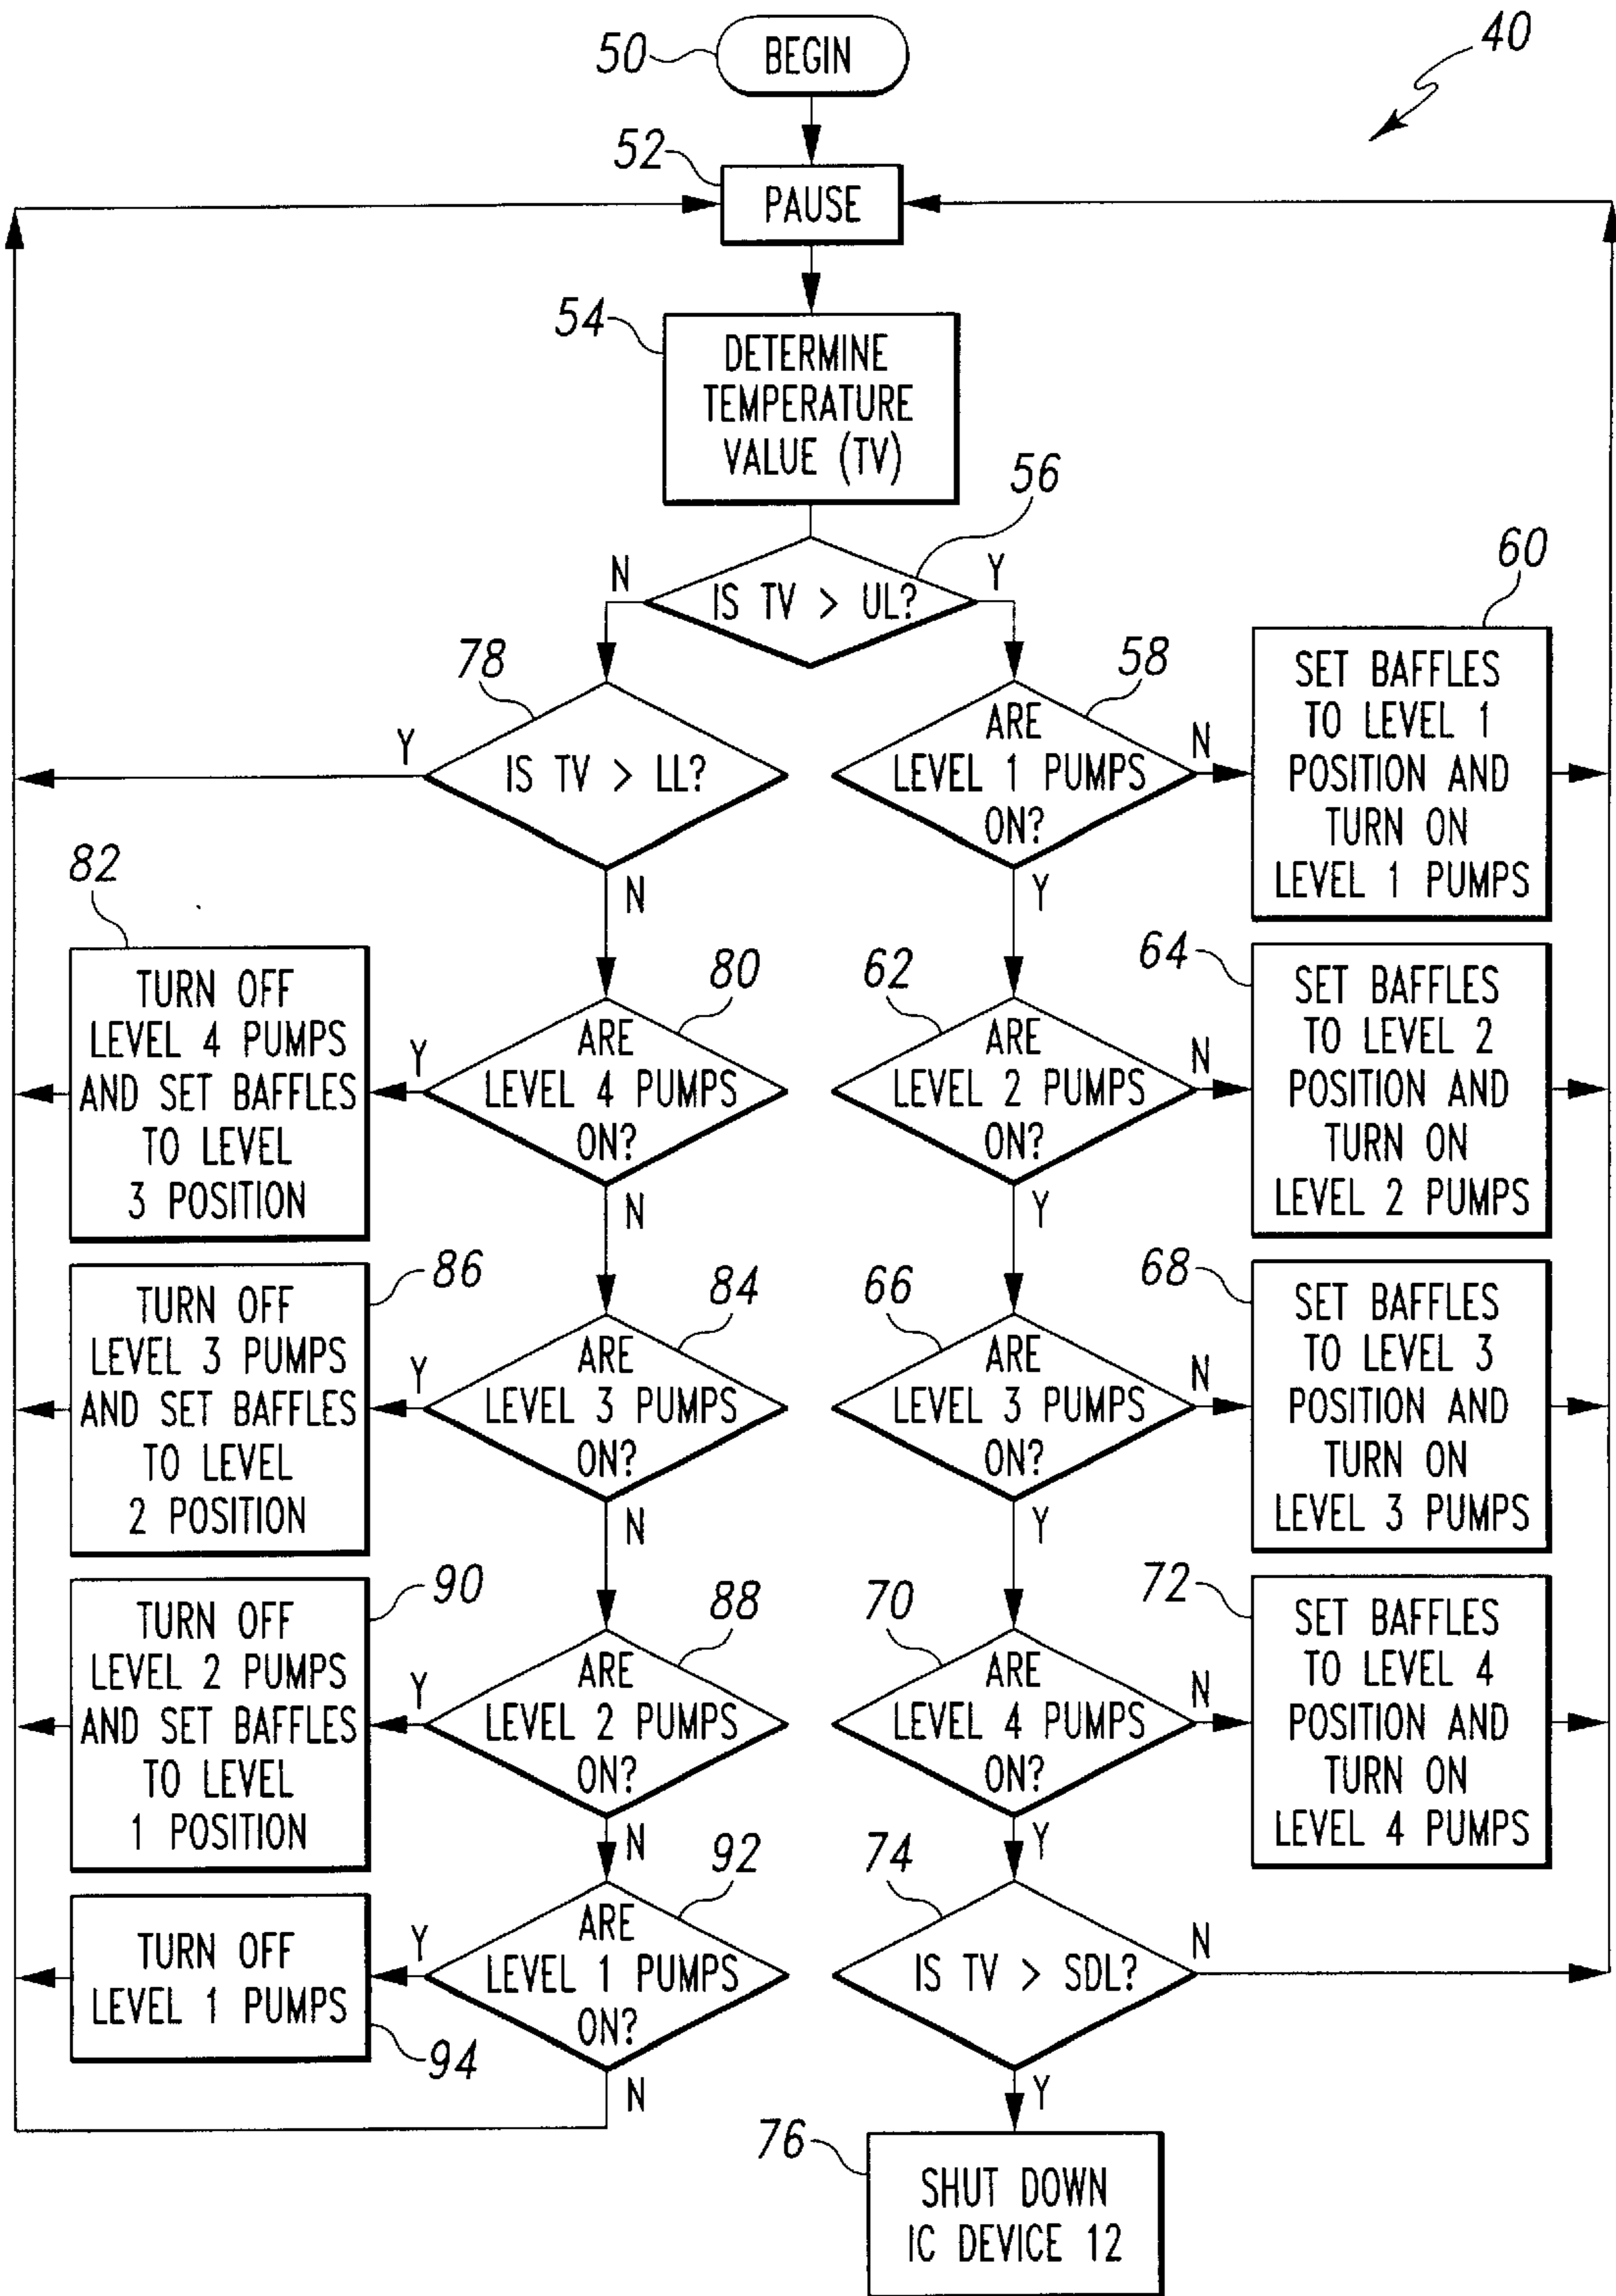 50
BEGIN
40
52
PAUSE
54
DETERMINE
TEMPERATURE
VALUE (TV)
56
N
IS TV > UL?
Y
78
Y
IS TV > LL?
N
58
ARE
LEVEL 1 PUMPS
ON?
N
Y
60
SET BAFFLES
TO LEVEL 1
POSITION AND
TURN ON
LEVEL 1 PUMPS
82
TURN OFF
LEVEL 4 PUMPS
AND SET BAFFLES
TO LEVEL
3 POSITION
80
Y
ARE
LEVEL 4 PUMPS
ON?
N
62
ARE
LEVEL 2 PUMPS
ON?
N
Y
64
SET BAFFLES
TO LEVEL 2
POSITION AND
TURN ON
LEVEL 2 PUMPS
86
TURN OFF
LEVEL 3 PUMPS
AND SET BAFFLES
TO LEVEL
2 POSITION
84
Y
ARE
LEVEL 3 PUMPS
ON?
N
66
ARE
LEVEL 3 PUMPS
ON?
N
Y
68
SET BAFFLES
TO LEVEL 3
POSITION AND
TURN ON
LEVEL 3 PUMPS
90
TURN OFF
LEVEL 2 PUMPS
AND SET BAFFLES
TO LEVEL
1 POSITION
88
Y
ARE
LEVEL 2 PUMPS
ON?
N
70
ARE
LEVEL 4 PUMPS
ON?
N
Y
72
SET BAFFLES
TO LEVEL 4
POSITION AND
TURN ON
LEVEL 4 PUMPS
TURN OFF
LEVEL 1 PUMPS
94
92
Y
ARE
LEVEL 1 PUMPS
ON?
N
74
IS TV > SDL?
N
Y
76
SHUT DOWN
IC DEVICE 12